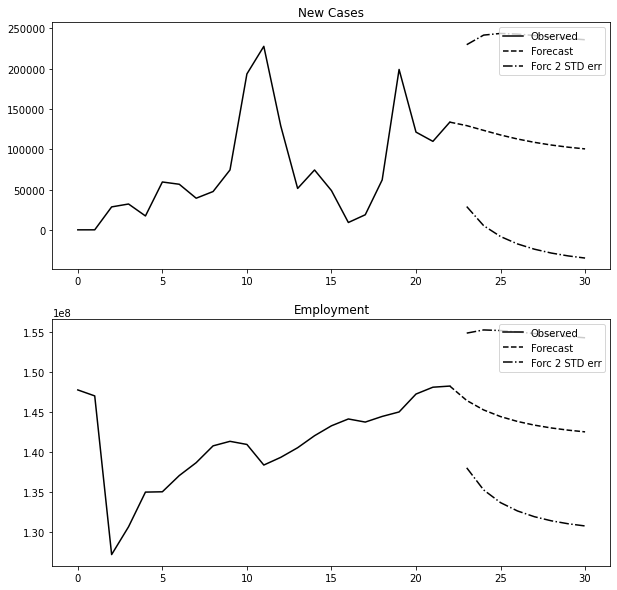 New Cases
250000
200000
150000
100000
50000
0
Observed
Forecast
Forc 2 STD err
0 5 10 15 20 25 30
Employment
1e8
1.55
1.50
1.45
1.40
1.35
1.30
Observed
Forecast
Forc 2 STD err
0 5 10 15 20 25 30